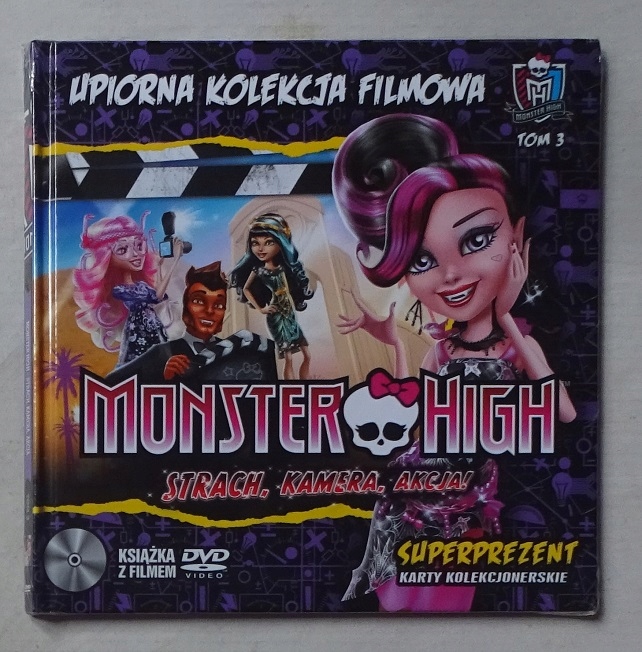 UPIORNA KOLEKCJA FILMOWA
MONSTER HIGH
TOM 3
MONSTER HIGH
STRACH, KAMERA, AKCJA!
KSIĄŻKA
Z FILMEM
DVD
VIDEO
SUPERPREZENT
KARTY KOLEKCJONERSKIE